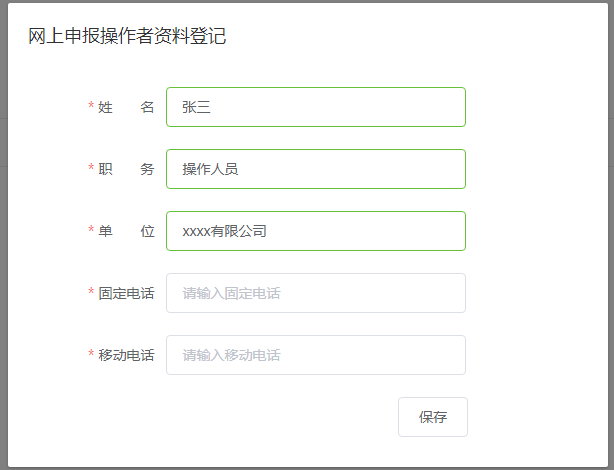 网上申报操作者资料登记
* 姓 名 张三
* 职 务 操作人员
* 单 位 xxxx有限公司
* 固定电话 请输入固定电话
* 移动电话 请输入移动电话
保存